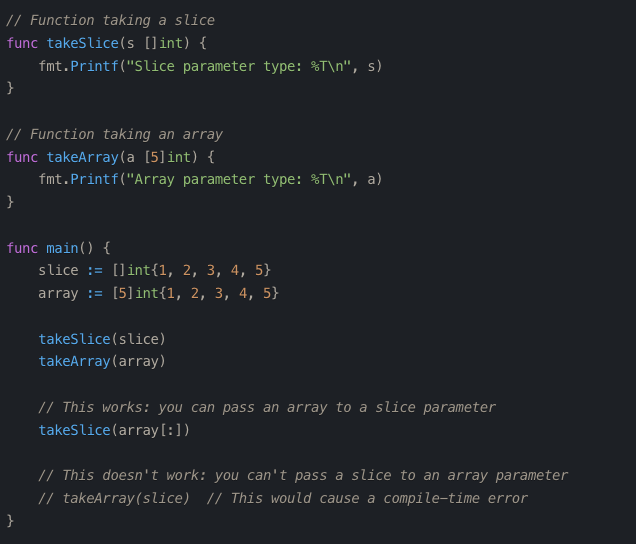 // Function taking a slice
func takeSlice(s []int) {
    fmt.Printf("Slice parameter type: %T\n", s)
}

// Function taking an array
func takeArray(a [5]int) {
    fmt.Printf("Array parameter type: %T\n", a)
}

func main() {
    slice := []int{1, 2, 3, 4, 5}
    array := [5]int{1, 2, 3, 4, 5}

    takeSlice(slice)
    takeArray(array)

    // This works: you can pass an array to a slice parameter
    takeSlice(array[:])

    // This doesn't work: you can't pass a slice to an array parameter
    // takeArray(slice)  // This would cause a compile-time error
}